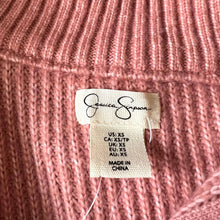 Jessica Simpson
US: XS
CA: XS/TP
UK: XS
EU: XS
AU: XS
MADE IN
CHINA